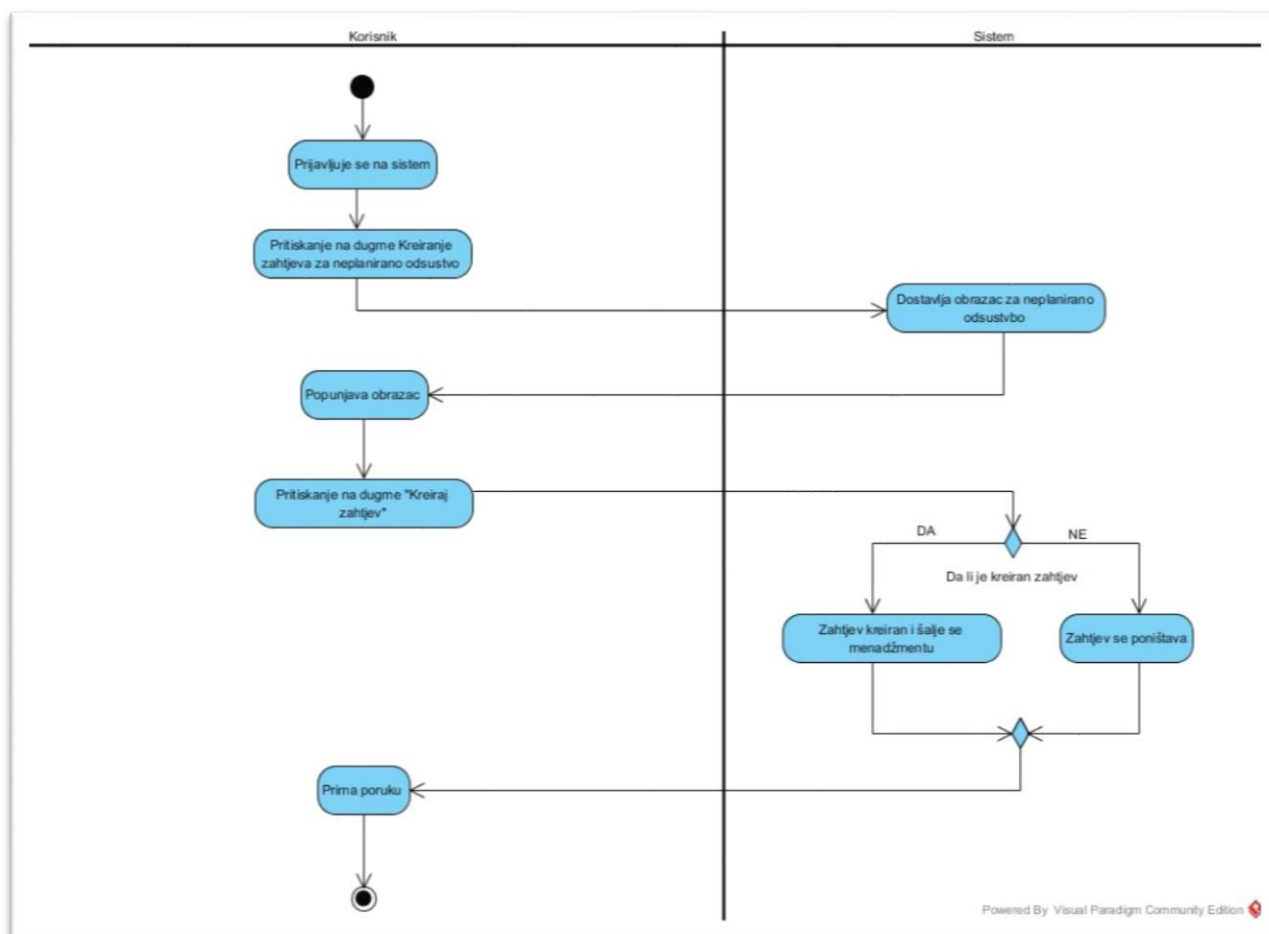 Korisnik
Sistem
Prijavljuje se na sistem
Pritiskanje na dugme Kreiranje
zahtjeva za neplanirano odsustvo
Dostavlja obrazac za neplanirano
odsustvbo
Popunjava obrazac
Pritiskanje na dugme "Kreiraj
zahtjev"
DA
NE
Da li je kreiran zahtjev
Zahtjev kreiran i šalje se
menadžmentu
Zahtjev se poništava
Prima poruku
Powered By Visual Paradigm Community Edition